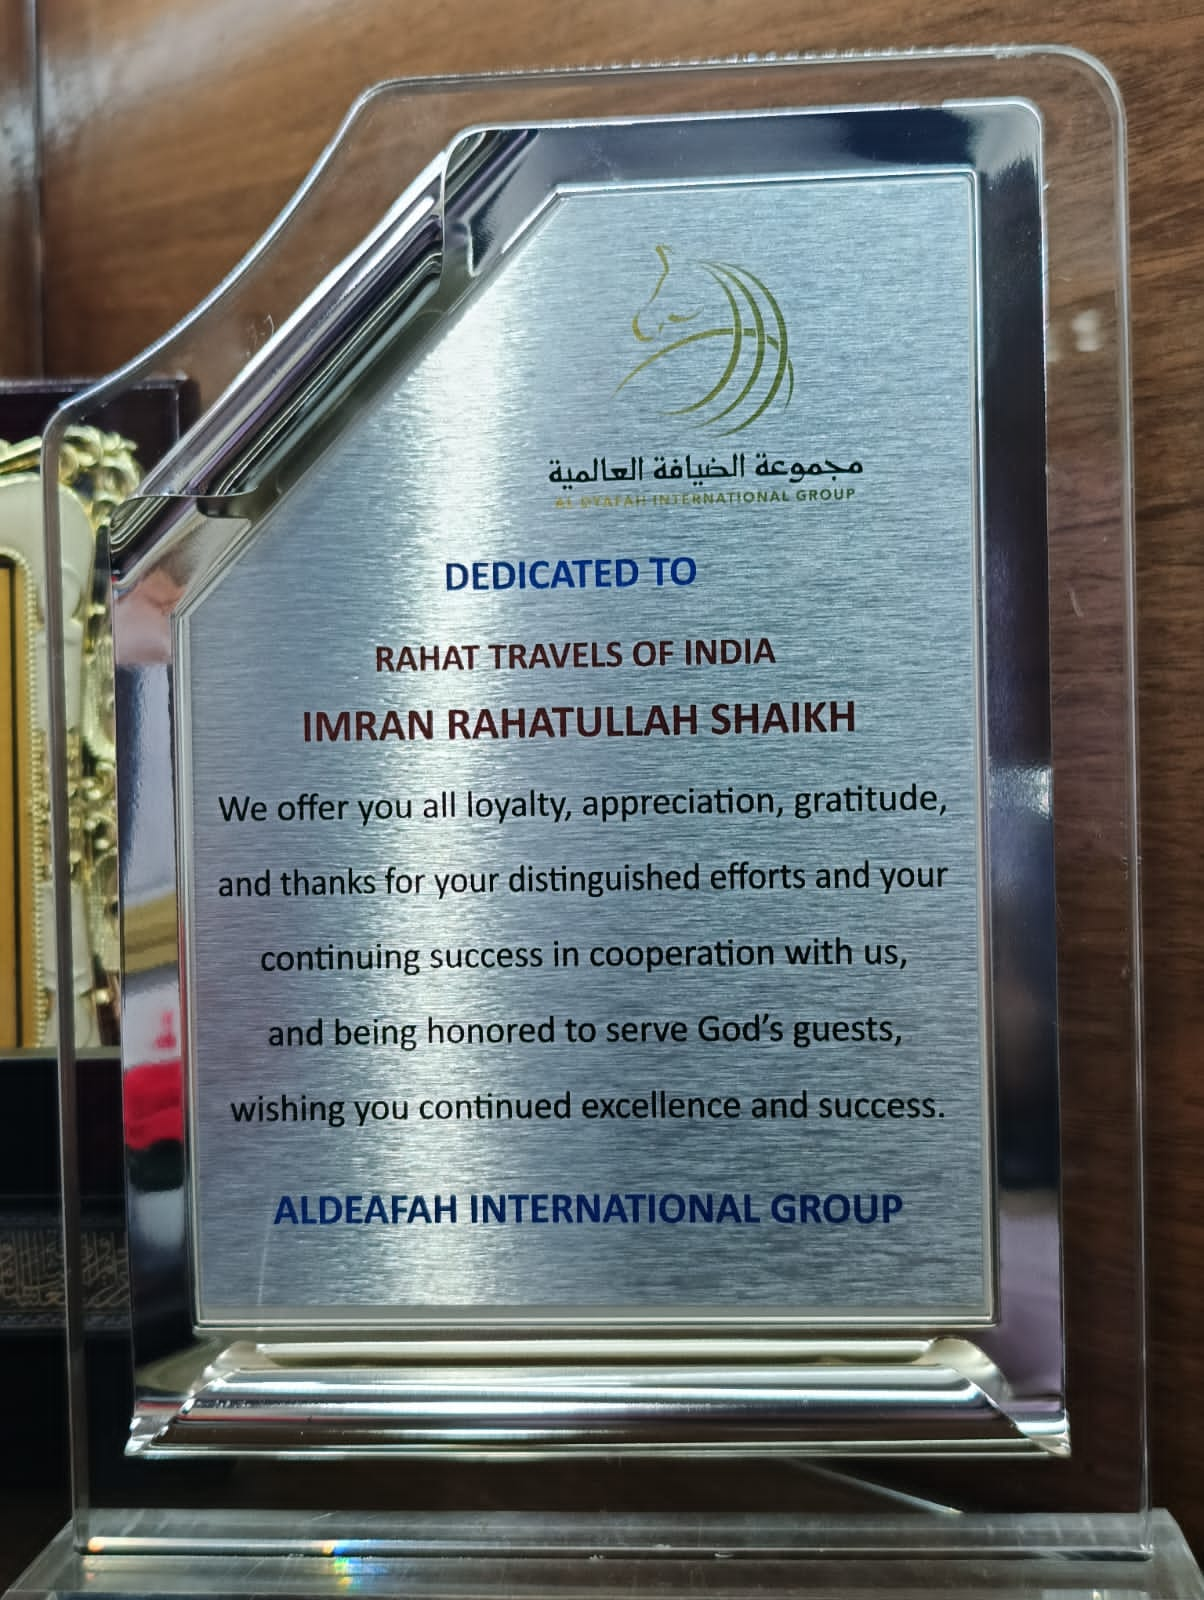 مجموعة الضيافة العالمية
AL DYAFAH INTERNATIONAL GROUP
DEDICATED TO
RAHAT TRAVELS OF INDIA
IMRAN RAHATULLAH SHAIKH
We offer you all loyalty, appreciation, gratitude,
and thanks for your distinguished efforts and your
continuing success in cooperation with us,
and being honored to serve God's guests,
wishing you continued excellence and success.
ALDEAFAH INTERNATIONAL GROUP